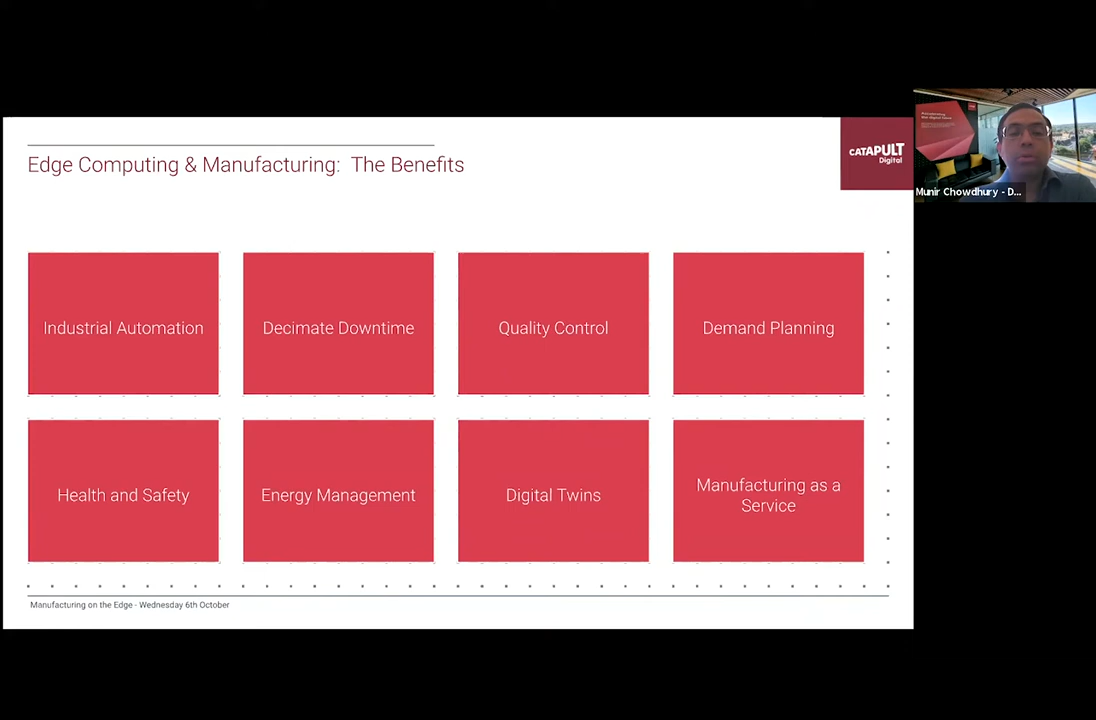 Edge Computing & Manufacturing: The Benefits
CATAPULT
Digital
Munir Chowdhury - D...
Industrial Automation
Decimate Downtime
Quality Control
Demand Planning
Health and Safety
Energy Management
Digital Twins
Manufacturing as a
Service
Manufacturing on the Edge - Wednesday 6th October